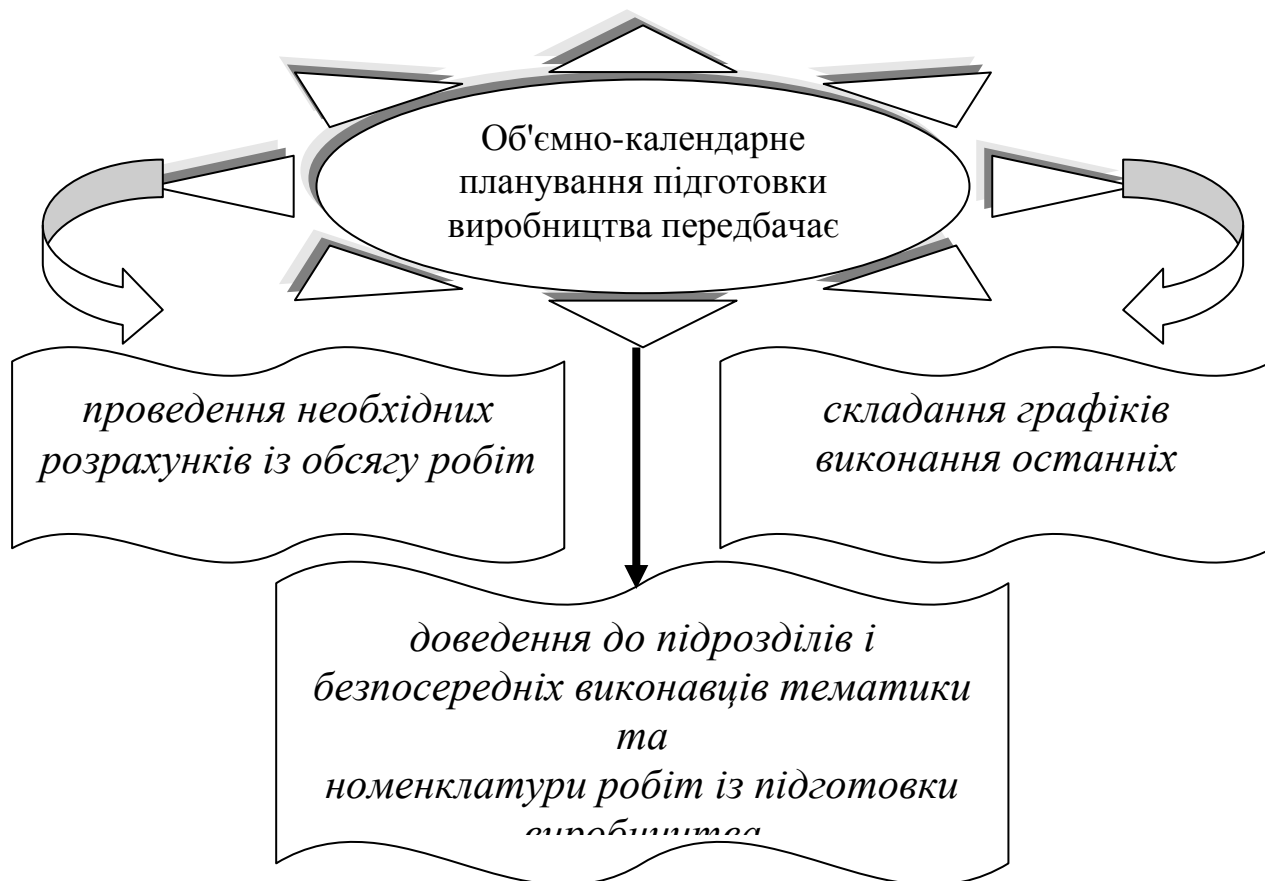 Об'ємно-календарне
планування підготовки
виробництва передбачає
проведення необхідних
розрахунків із обсягу робіт
складання графіків
виконання останніх
доведення до підрозділів і
безпосередніх виконавців тематики
та
номенклатури робіт із підготовки
виробництва